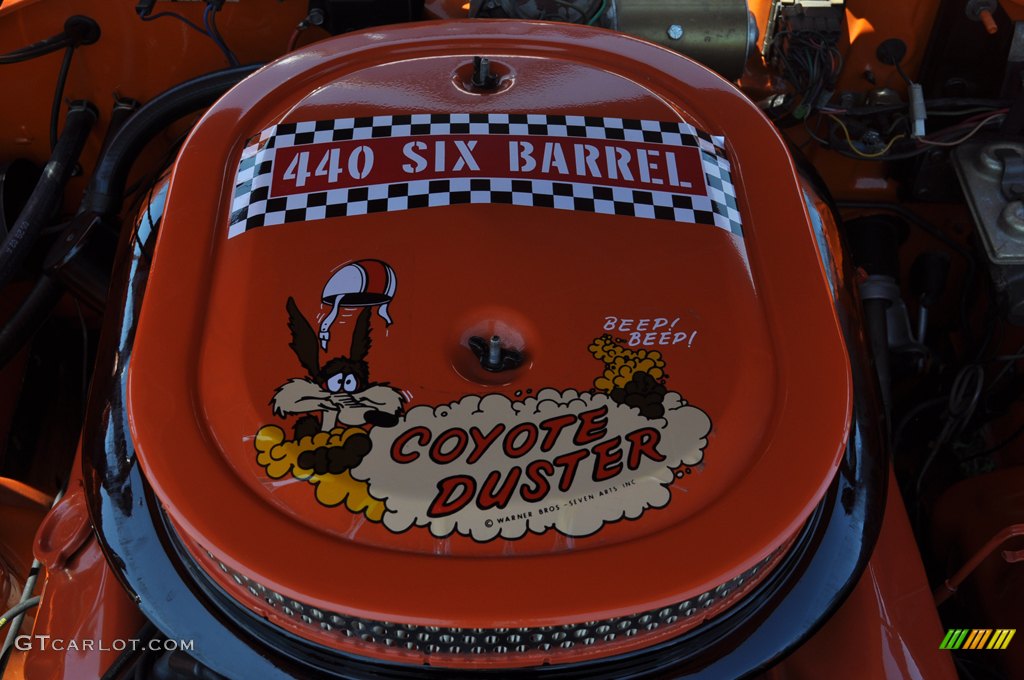 440 SIX BARREL
BEEP!
BEEP!
COYOTE
DUSTER
© WARNER BROS - SEVEN ARTS INC
GTCARLOT.COM